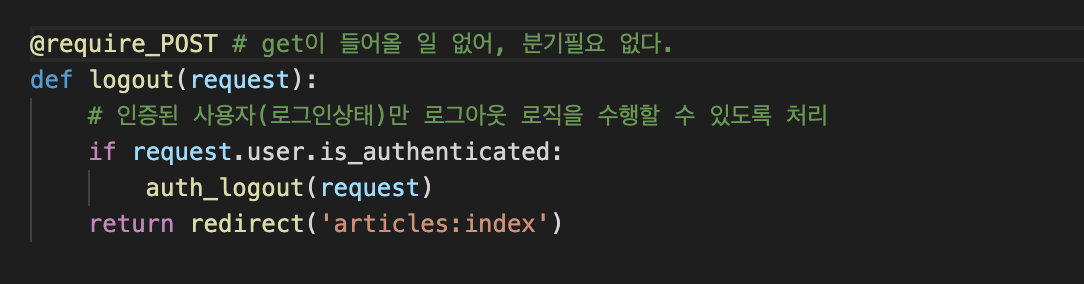 @require_POST # get이 들어올 일 없어, 분기필요 없다.
def logout(request):
    # 인증된 사용자(로그인상태)만 로그아웃 로직을 수행할 수 있도록 처리
    if request.user.is_authenticated:
        auth_logout(request)
    return redirect('articles:index')